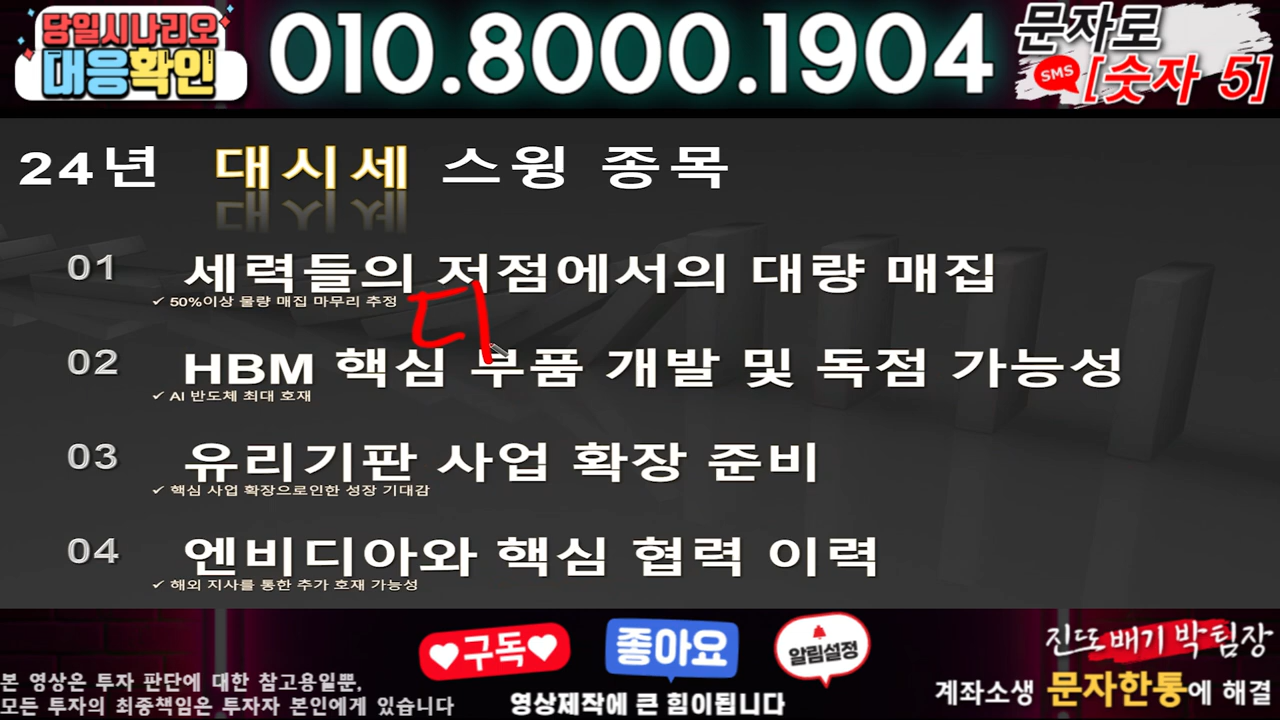 당일시나리오
대응확인
010.8000.1904
문자로
SMS [숫자 5]
24년 대시세 스윙 종목
01 세력들의 저점에서의 대량 매집
✓ 50%이상 물량 매집 마무리 추정
디
02 HBM 핵심 부품 개발 및 독점 가능성
✓ AI 반도체 최대 호재
03 유리기판 사업 확장 준비
✓ 핵심 사업 확장으로인한 성장 기대감
04 엔비디아와 핵심 협력 이력
✓ 해외 지사를 통한 추가 호재 가능성
구독
좋아요
알림설정
영상제작에 큰 힘이됩니다
본 영상은 투자 판단에 대한 참고용일뿐,
모든 투자의 최종책임은 투자자 본인에게 있습니다
진또배기 박팀장
계좌소생 문자한통에 해결